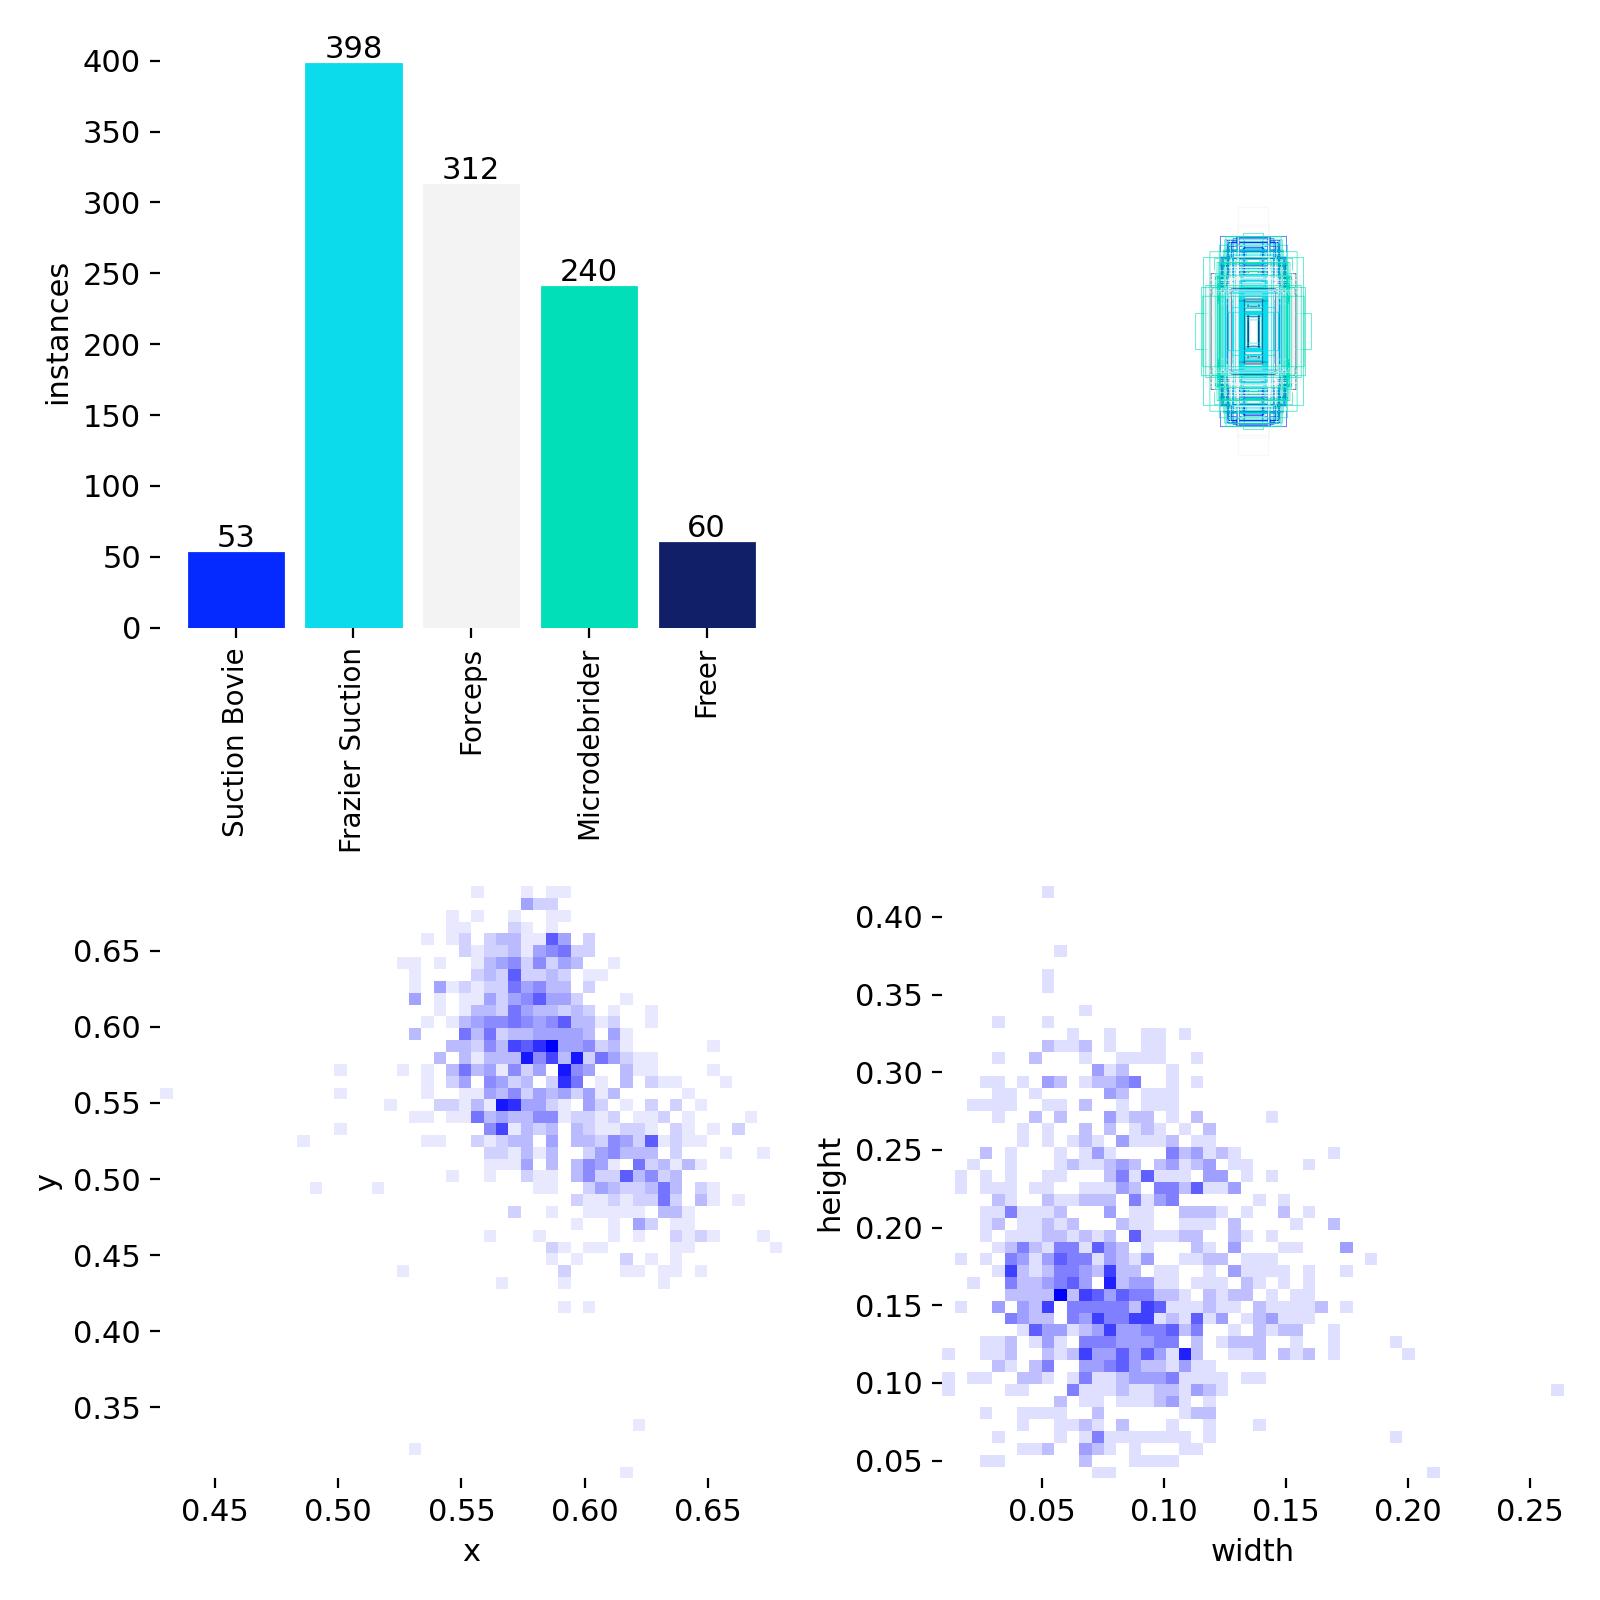 400
350
300
250
200
150
100
50
0
instances
398
312
240
53
60
Suction Bovie
Frazier Suction
Forceps
Microdebrider
Freer
0.65
0.60
0.55
0.50
0.45
0.40
0.35
y
0.45 0.50 0.55 0.60 0.65
x
0.40
0.35
0.30
0.25
0.20
0.15
0.10
0.05
height
0.05 0.10 0.15 0.20 0.25
width